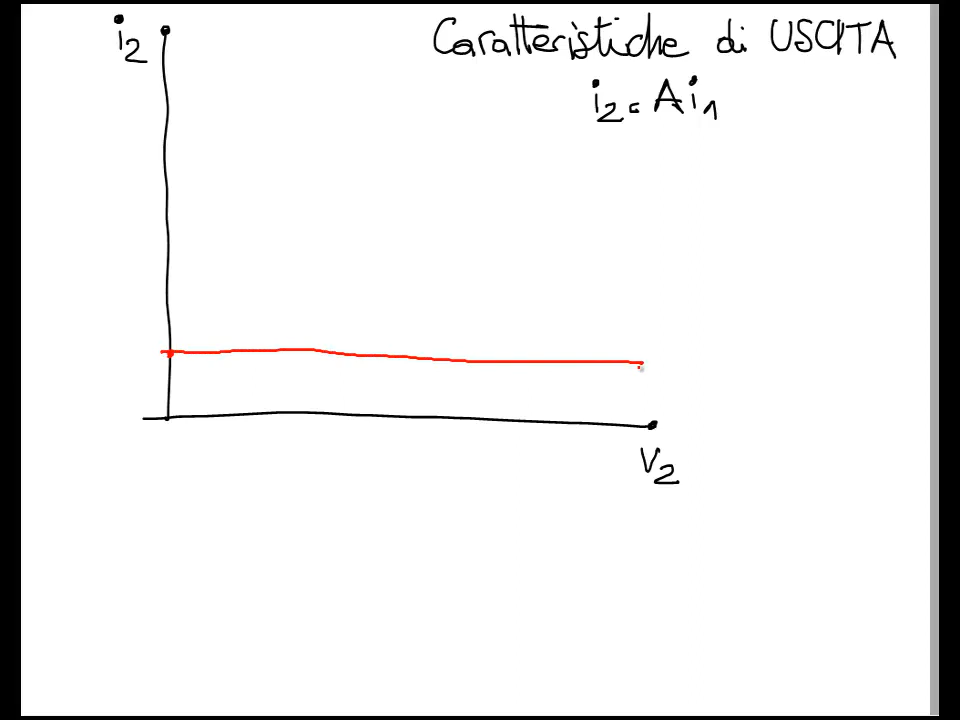 i2
Caratteristiche di USCITA
i2 = A i1
V2